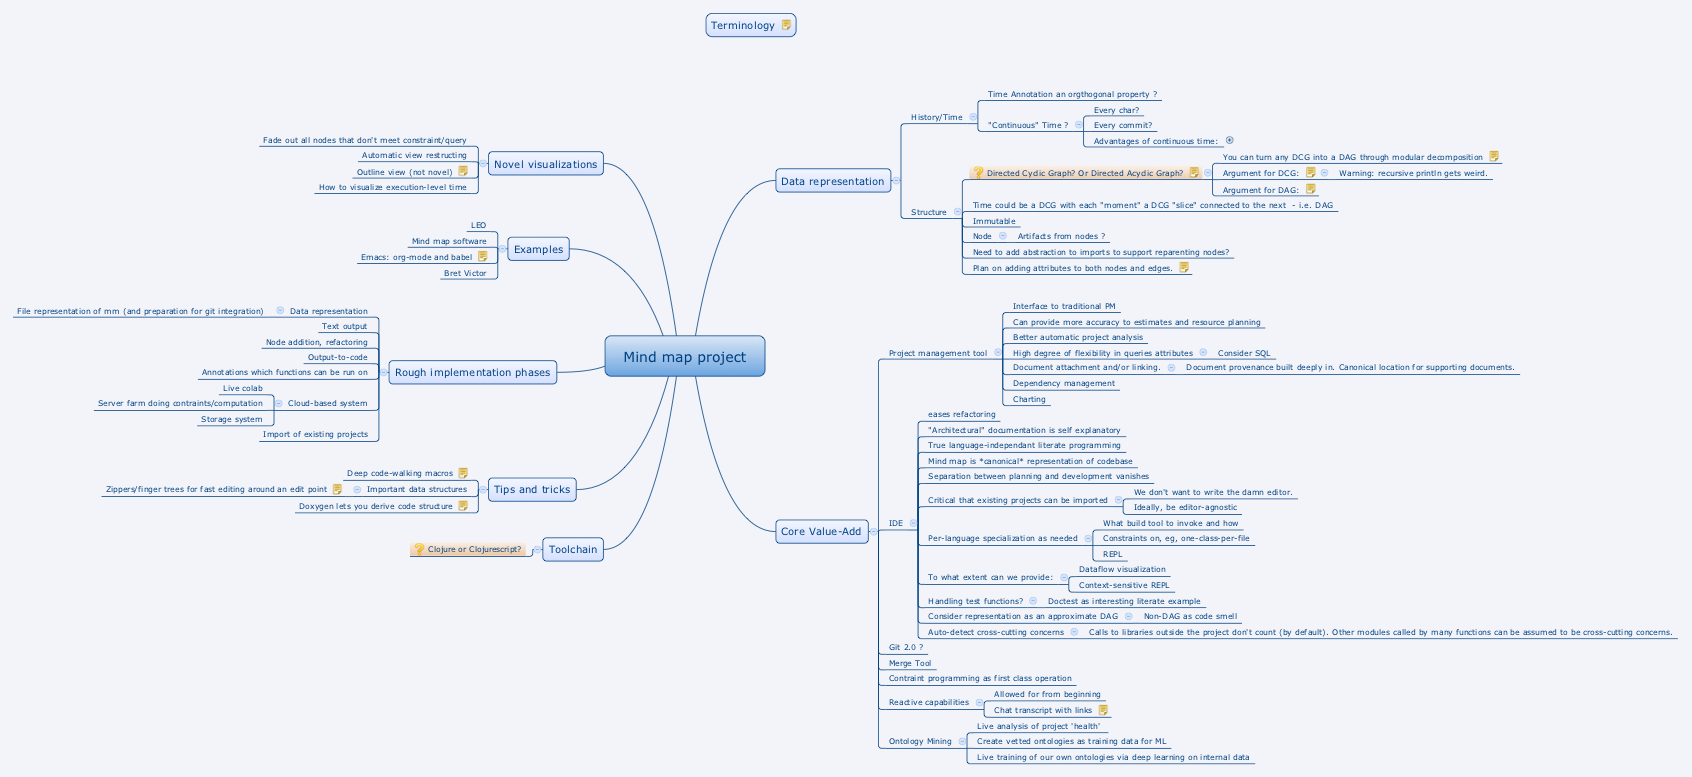 Terminology
Mind map project
Novel visualizations
Fade out all nodes that don't meet constraint/query
Automatic view restructing
Outline view (not novel)
How to visualize execution-level time
Examples
LEO
Mind map software
Emacs: org-mode and babel
Bret Victor
Rough implementation phases
Data representation
File representation of mm (and preparation for git integration)
Text output
Node addition, refactoring
Output-to-code
Annotations which functions can be run on
Cloud-based system
Live colab
Server farm doing contraints/computation
Storage system
Import of existing projects
Tips and tricks
Deep code-walking macros
Important data structures
Zippers/finger trees for fast editing around an edit point
Doxygen lets you derive code structure
Toolchain
Clojure or Clojurescript?
Data representation
History/Time
Time Annotation an orgthogonal property ?
"Continuous" Time ?
Every char?
Every commit?
Advantages of continuous time:
Structure
Directed Cydic Graph? Or Directed Acydic Graph?
You can turn any DCG into a DAG through modular decomposition
Argument for DCG:
Warning: recursive println gets weird.
Argument for DAG:
Time could be a DCG with each "moment" a DCG "slice" connected to the next - i.e. DAG
Immutable
Node
Artifacts from nodes ?
Need to add abstraction to imports to support reparenting nodes?
Plan on adding attributes to both nodes and edges.
Core Value-Add
Project management tool
Interface to traditional PM
Can provide more accuracy to estimates and resource planning
Better automatic project analysis
High degree of flexibility in queries attributes
Consider SQL
Document attachment and/or linking.
Document provenance built deeply in. Canonical location for supporting documents.
Dependency management
Charting
IDE
eases refactoring
"Architectural" documentation is self explanatory
True language-independant literate programming
Mind map is *canonical* representation of codebase
Separation between planning and development vanishes
Critical that existing projects can be imported
We don't want to write the damn editor.
Ideally, be editor-agnostic
Per-language specialization as needed
What build tool to invoke and how
Constraints on, eg, one-class-per-file
REPL
To what extent can we provide:
Dataflow visualization
Context-sensitive REPL
Handling test functions?
Doctest as interesting literate example
Consider representation as an approximate DAG
Non-DAG as code smell
Auto-detect cross-cutting concerns
Calls to libraries outside the project don't count (by default). Other modules called by many functions can be assumed to be cross-cutting concerns.
Git 2.0 ?
Merge Tool
Contraint programming as first class operation
Reactive capabilities
Allowed for from beginning
Chat transcript with links
Ontology Mining
Live analysis of project 'health'
Create vetted ontologies as training data for ML
Live training of our own ontologies via deep learning on internal data